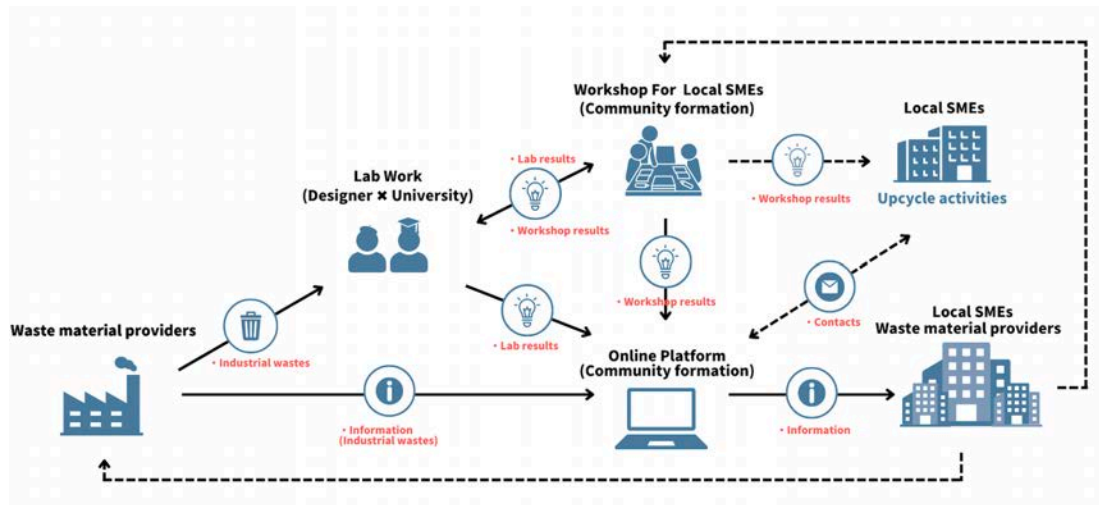 Workshop For Local SMEs
(Community formation)
Local SMEs
• Lab results
Lab Work
(Designer ✖ University)
• Workshop results
Upcycle activities
• Workshop results
• Workshop results
• Contacts
Waste material providers
• Industrial wastes
• Lab results
Local SMEs
Waste material providers
Online Platform
(Community formation)
• Information
(Industrial wastes)
• Information